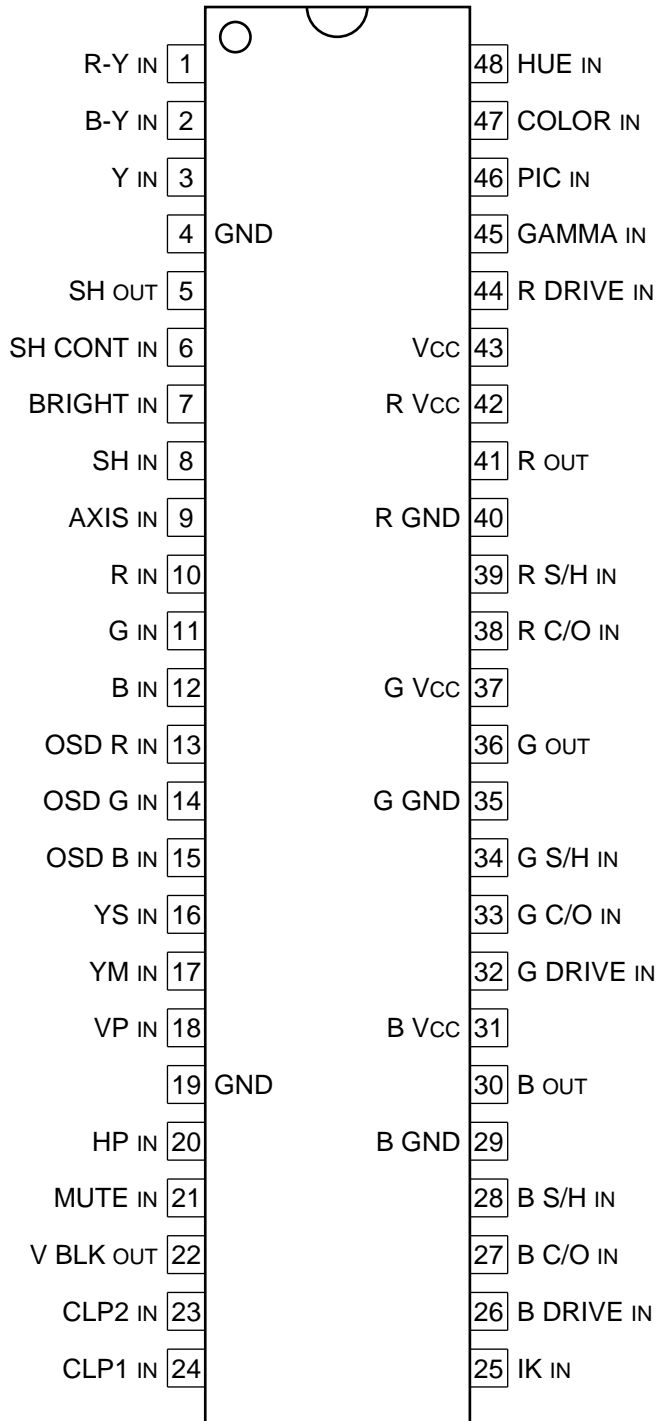 R-Y IN 1 48 HUE IN
B-Y IN 2 47 COLOR IN
Y IN 3 46 PIC IN
4 GND 45 GAMMA IN
SH OUT 5 44 R DRIVE IN
SH CONT IN 6 VCC 43
BRIGHT IN 7 R VCC 42
SH IN 8 41 R OUT
AXIS IN 9 R GND 40
R IN 10 39 R S/H IN
G IN 11 38 R C/O IN
B IN 12 G VCC 37
OSD R IN 13 36 G OUT
OSD G IN 14 G GND 35
OSD B IN 15 34 G S/H IN
YS IN 16 33 G C/O IN
YM IN 17 32 G DRIVE IN
VP IN 18 B VCC 31
19 GND 30 B OUT
HP IN 20 B GND 29
MUTE IN 21 28 B S/H IN
V BLK OUT 22 27 B C/O IN
CLP2 IN 23 26 B DRIVE IN
CLP1 IN 24 25 IK IN